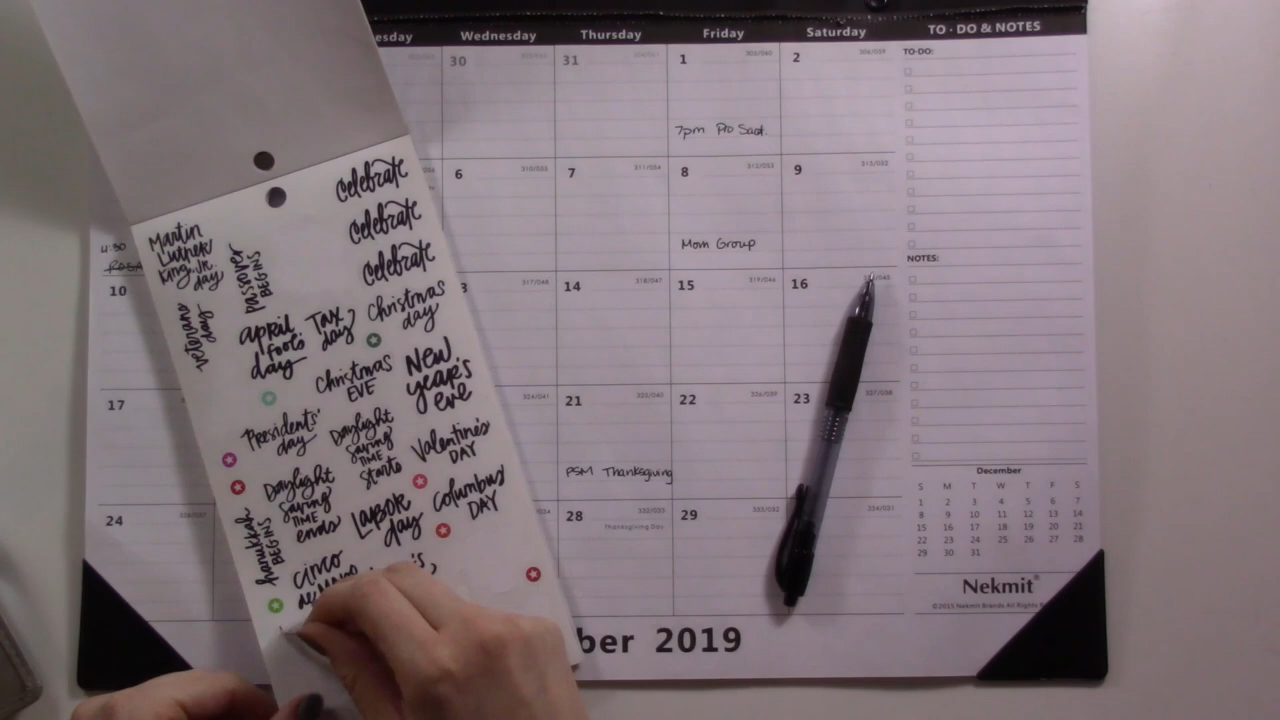 esday Wednesday Thursday Friday Saturday TO - DO & NOTES
30 31 1 2
TO-DO:
7pm
6 7 8 9
Mom Group
NOTES:
4:30
ROSA
10 14 15 16
17 21 22 23
PSM Thanksgiving
24 28 29
Thanksgiving Day
December
S M T W T F S
1 2 3 4 5 6 7
8 9 10 11 12 13 14
15 16 17 18 19 20 21
22 23 24 25 26 27 28
29 30 31
Nekmit®
ber 2019
celebrate
celebrate
celebrate
Martin
Luther
King, JR.
day
passover
BEGINS
veterans
day
april
fools
day
Tax
day
Christmas
day
Christmas
EVE
New
year's
eve
Presidents'
day
Daylight
saving
TIME
starts
Valentine's
DAY
Daylight
saving
TIME
ends
LABOR
day
columbus
DAY
hanukkah
BEGINS
cinco